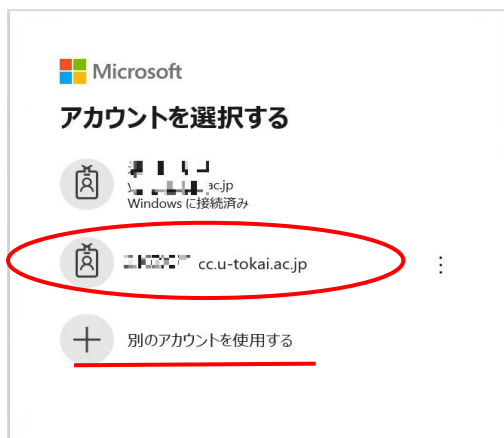 Microsoft
アカウントを選択する
ac.jp
Windows に接続済み
cc.u-tokai.ac.jp
別のアカウントを使用する